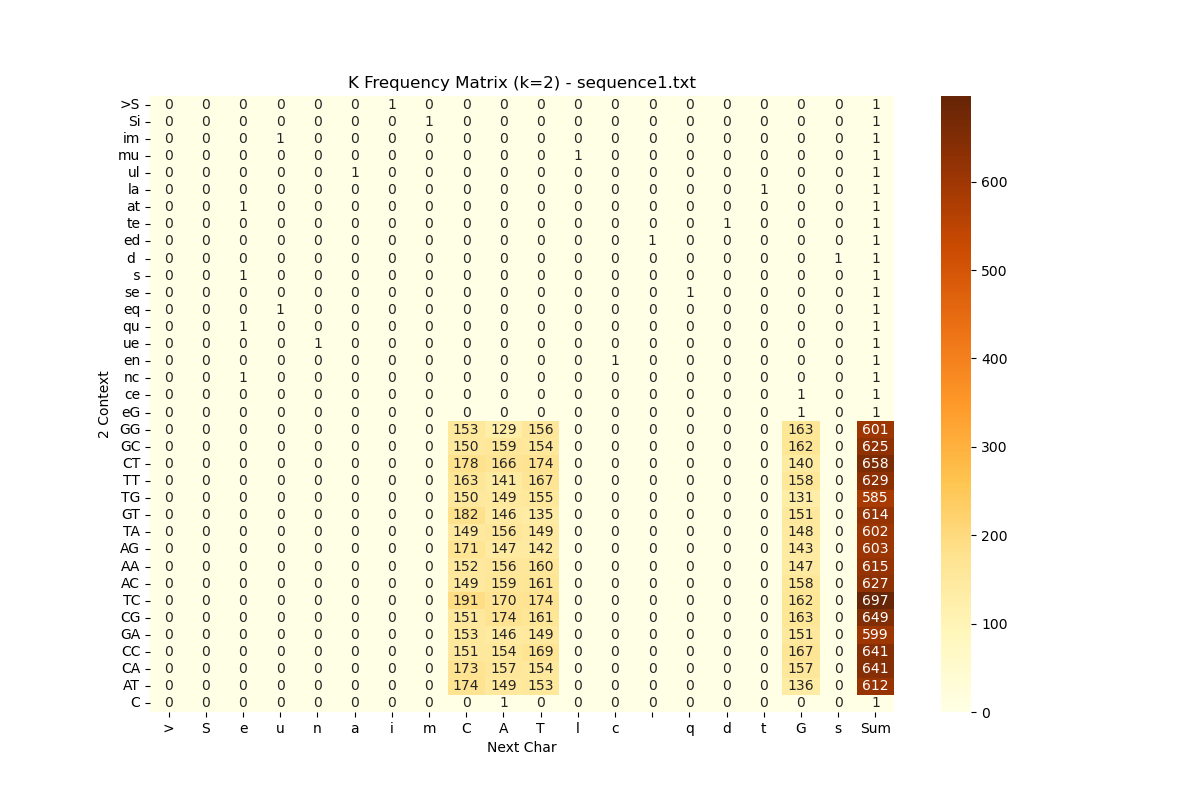 K Frequency Matrix (k=2) - sequence1.txt
>S 0 0 0 0 0 0 1 0 0 0 0 0 0 0 0 0 0 0 0 1
Si 0 0 0 0 0 0 0 1 0 0 0 0 0 0 0 0 0 0 0 1
im 0 0 0 1 0 0 0 0 0 0 0 0 0 0 0 0 0 0 0 1
mu 0 0 0 0 0 0 0 0 0 0 0 1 0 0 0 0 0 0 0 1
ul 0 0 0 0 0 1 0 0 0 0 0 0 0 0 0 0 0 0 0 1
la 0 0 0 0 0 0 0 0 0 0 0 0 0 0 0 0 1 0 0 1
at 0 0 1 0 0 0 0 0 0 0 0 0 0 0 0 0 0 0 0 1
te 0 0 0 0 0 0 0 0 0 0 0 0 0 0 0 1 0 0 0 1
ed 0 0 0 0 0 0 0 0 0 0 0 0 0 1 0 0 0 0 0 1
d 0 0 0 0 0 0 0 0 0 0 0 0 0 0 0 0 0 0 1 1
s 0 0 1 0 0 0 0 0 0 0 0 0 0 0 0 0 0 0 0 1
se 0 0 0 0 0 0 0 0 0 0 0 0 0 0 1 0 0 0 0 1
eq 0 0 0 1 0 0 0 0 0 0 0 0 0 0 0 0 0 0 0 1
qu 0 0 1 0 0 0 0 0 0 0 0 0 0 0 0 0 0 0 0 1
ue 0 0 0 0 1 0 0 0 0 0 0 0 0 0 0 0 0 0 0 1
en 0 0 0 0 0 0 0 0 0 0 0 0 1 0 0 0 0 0 0 1
nc 0 0 1 0 0 0 0 0 0 0 0 0 0 0 0 0 0 0 0 1
ce 0 0 0 0 0 0 0 0 0 0 0 0 0 0 0 0 0 1 0 1
eG 0 0 0 0 0 0 0 0 0 0 0 0 0 0 0 0 0 1 0 1
GG 0 0 0 0 0 0 0 0 153 129 156 0 0 0 0 0 0 163 0 601
GC 0 0 0 0 0 0 0 0 150 159 154 0 0 0 0 0 0 162 0 625
CT 0 0 0 0 0 0 0 0 178 166 174 0 0 0 0 0 0 140 0 658
TT 0 0 0 0 0 0 0 0 163 141 167 0 0 0 0 0 0 158 0 629
TG 0 0 0 0 0 0 0 0 150 149 155 0 0 0 0 0 0 131 0 585
GT 0 0 0 0 0 0 0 0 182 146 135 0 0 0 0 0 0 151 0 614
TA 0 0 0 0 0 0 0 0 149 156 149 0 0 0 0 0 0 148 0 602
AG 0 0 0 0 0 0 0 0 171 147 142 0 0 0 0 0 0 143 0 603
AA 0 0 0 0 0 0 0 0 152 156 160 0 0 0 0 0 0 147 0 615
AC 0 0 0 0 0 0 0 0 149 159 161 0 0 0 0 0 0 158 0 627
TC 0 0 0 0 0 0 0 0 191 170 174 0 0 0 0 0 0 162 0 697
CG 0 0 0 0 0 0 0 0 151 174 161 0 0 0 0 0 0 163 0 649
GA 0 0 0 0 0 0 0 0 153 146 149 0 0 0 0 0 0 151 0 599
CC 0 0 0 0 0 0 0 0 151 154 169 0 0 0 0 0 0 167 0 641
CA 0 0 0 0 0 0 0 0 173 157 154 0 0 0 0 0 0 157 0 641
AT 0 0 0 0 0 0 0 0 174 149 153 0 0 0 0 0 0 136 0 612
C 0 0 0 0 0 0 0 0 0 1 0 0 0 0 0 0 0 0 0 1
> S e u n a i m C A T l c q d t G s Sum
Next Char
2 Context
600
500
400
300
200
100
0